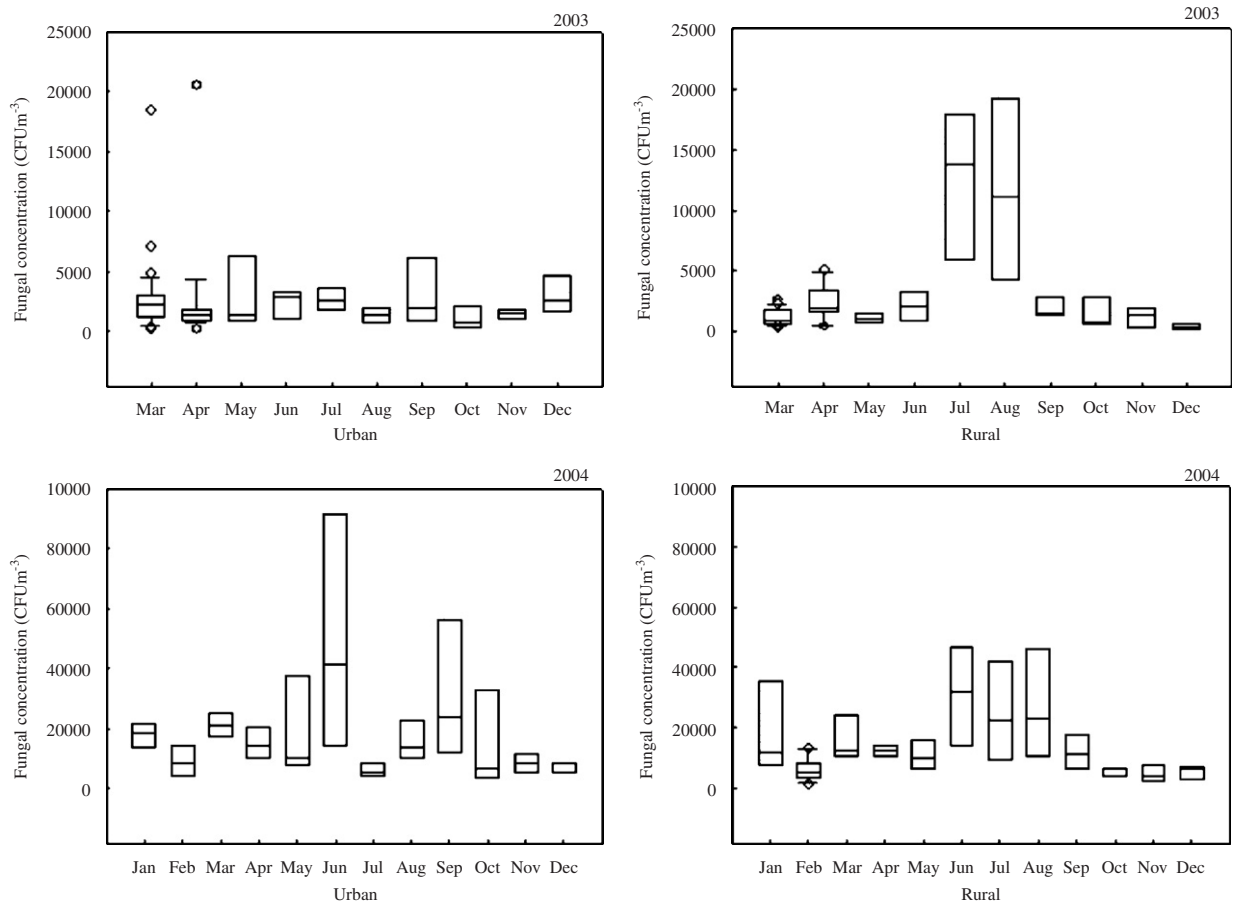 2003
25000
20000
15000
10000
5000
0
Fungal concentration (CFUm-3)
Mar Apr May Jun Jul Aug Sep Oct Nov Dec
Urban
2003
25000
20000
15000
10000
5000
0
Fungal concentration (CFUm-3)
Mar Apr May Jun Jul Aug Sep Oct Nov Dec
Rural
2004
10000
80000
60000
40000
20000
0
Fungal concentration (CFUm-3)
Jan Feb Mar Apr May Jun Jul Aug Sep Oct Nov Dec
Urban
2004
10000
80000
60000
40000
20000
0
Fungal concentration (CFUm-3)
Jan Feb Mar Apr May Jun Jul Aug Sep Oct Nov Dec
Rural